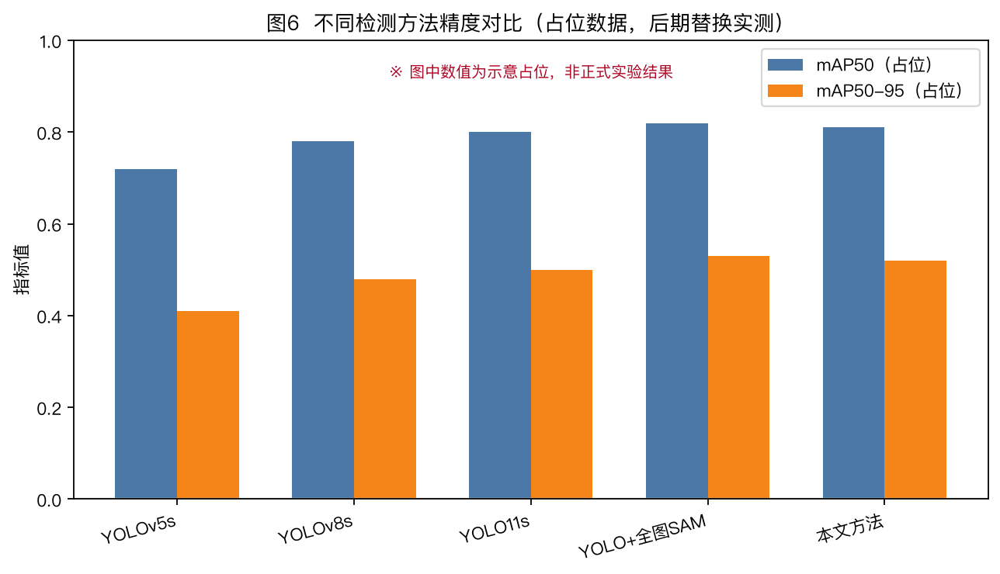 图6 不同检测方法精度对比（占位数据，后期替换实测）
※ 图中数值为示意占位，非正式实验结果
mAP50（占位）
mAP50–95（占位）
指标值
1.0
0.8
0.6
0.4
0.2
0.0
YOLOv5s
YOLOv8s
YOLO11s
YOLO+全图SAM
本文方法